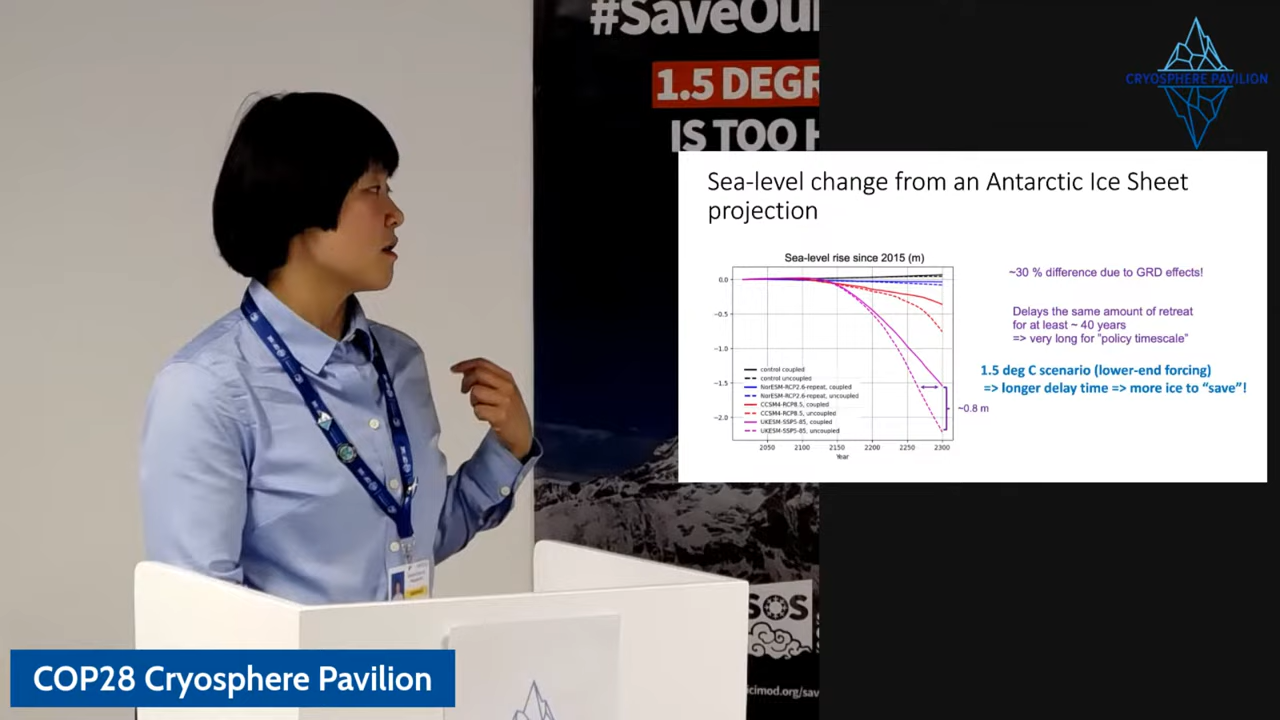 #SaveOu
1.5 DEGR
IS TOO H
CRYOSPHERE PAVILION
Sea-level change from an Antarctic Ice Sheet
projection
Sea-level rise since 2015 (m)
0.0
−0.5
−1.0
−1.5
−2.0
control coupled
control uncoupled
NorESM-RCP2.6-repeat, coupled
NorESM-RCP2.6-repeat, uncoupled
CCSM4-RCP8.5, coupled
CCSM4-RCP8.5, uncoupled
UKESM-SSP5-85, coupled
UKESM-SSP5-85, uncoupled
2050 2100 2150 2200 2250 2300
Year
~0.8 m
~30 % difference due to GRD effects!
Delays the same amount of retreat
for at least ~ 40 years
=> very long for "policy timescale"
1.5 deg C scenario (lower-end forcing)
=> longer delay time => more ice to “save”!
SOS
icimod.org/sav
COP28 Cryosphere Pavilion